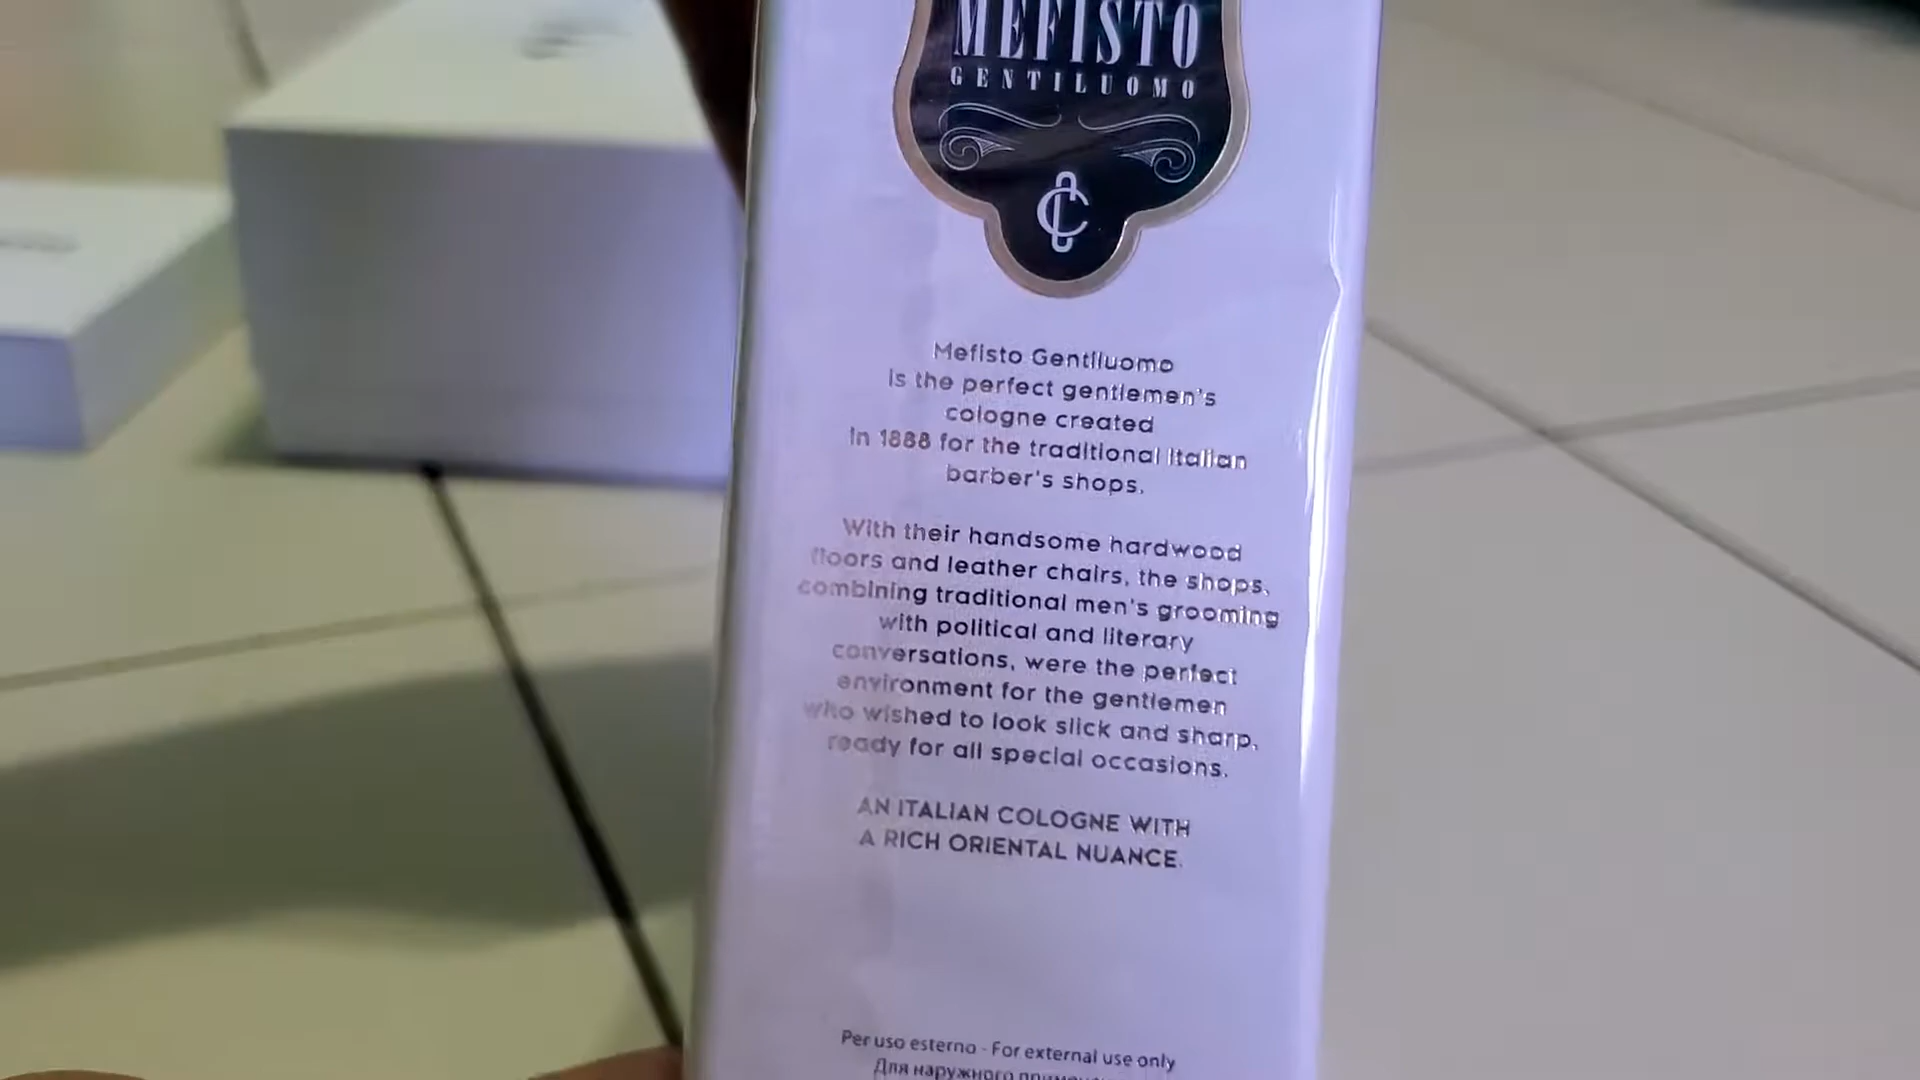 MEFISTO
GENTILUOMO
Mefisto Gentiluomo
is the perfect gentlemen's
cologne created
in 1888 for the traditional Italian
barber's shops.
With their handsome hardwood
floors and leather chairs, the shops,
combining traditional men's grooming
with political and literary
conversations, were the perfect
environment for the gentlemen
who wished to look slick and sharp,
ready for all special occasions.
AN ITALIAN COLOGNE WITH
A RICH ORIENTAL NUANCE.
Per uso esterno - For external use only
Для наружного